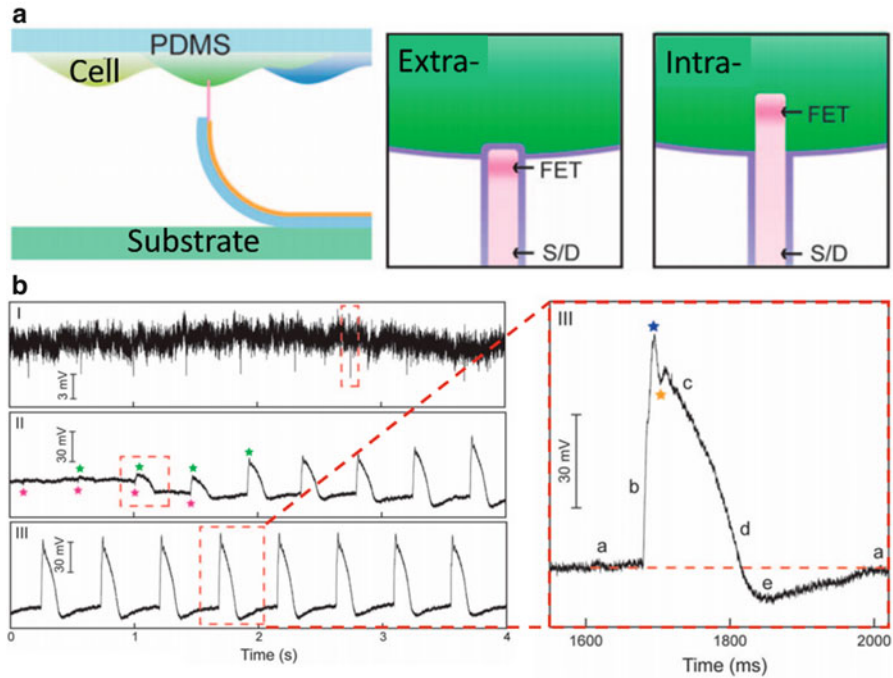 a
PDMS
Cell
Substrate
Extra-
FET
S/D
Intra-
FET
S/D
b
I
3 mV
II
30 mV
III
30 mV
0 1 2 3 4
Time (s)
III
30 mV
a
b
c
d
e
a
1600 1800 2000
Time (ms)